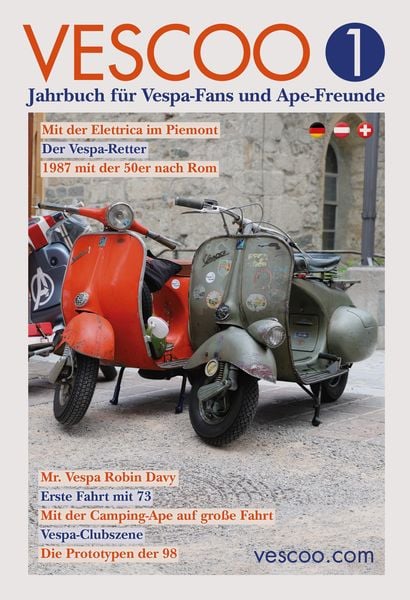 VESCOO 1
Jahrbuch für Vespa-Fans und Ape-Freunde
Mit der Elettrica im Piemont
Der Vespa-Retter
1987 mit der 50er nach Rom
Vespa
Mr. Vespa Robin Davy
Erste Fahrt mit 73
Mit der Camping-Ape auf große Fahrt
Vespa-Clubszene
Die Prototypen der 98
vescoo.com